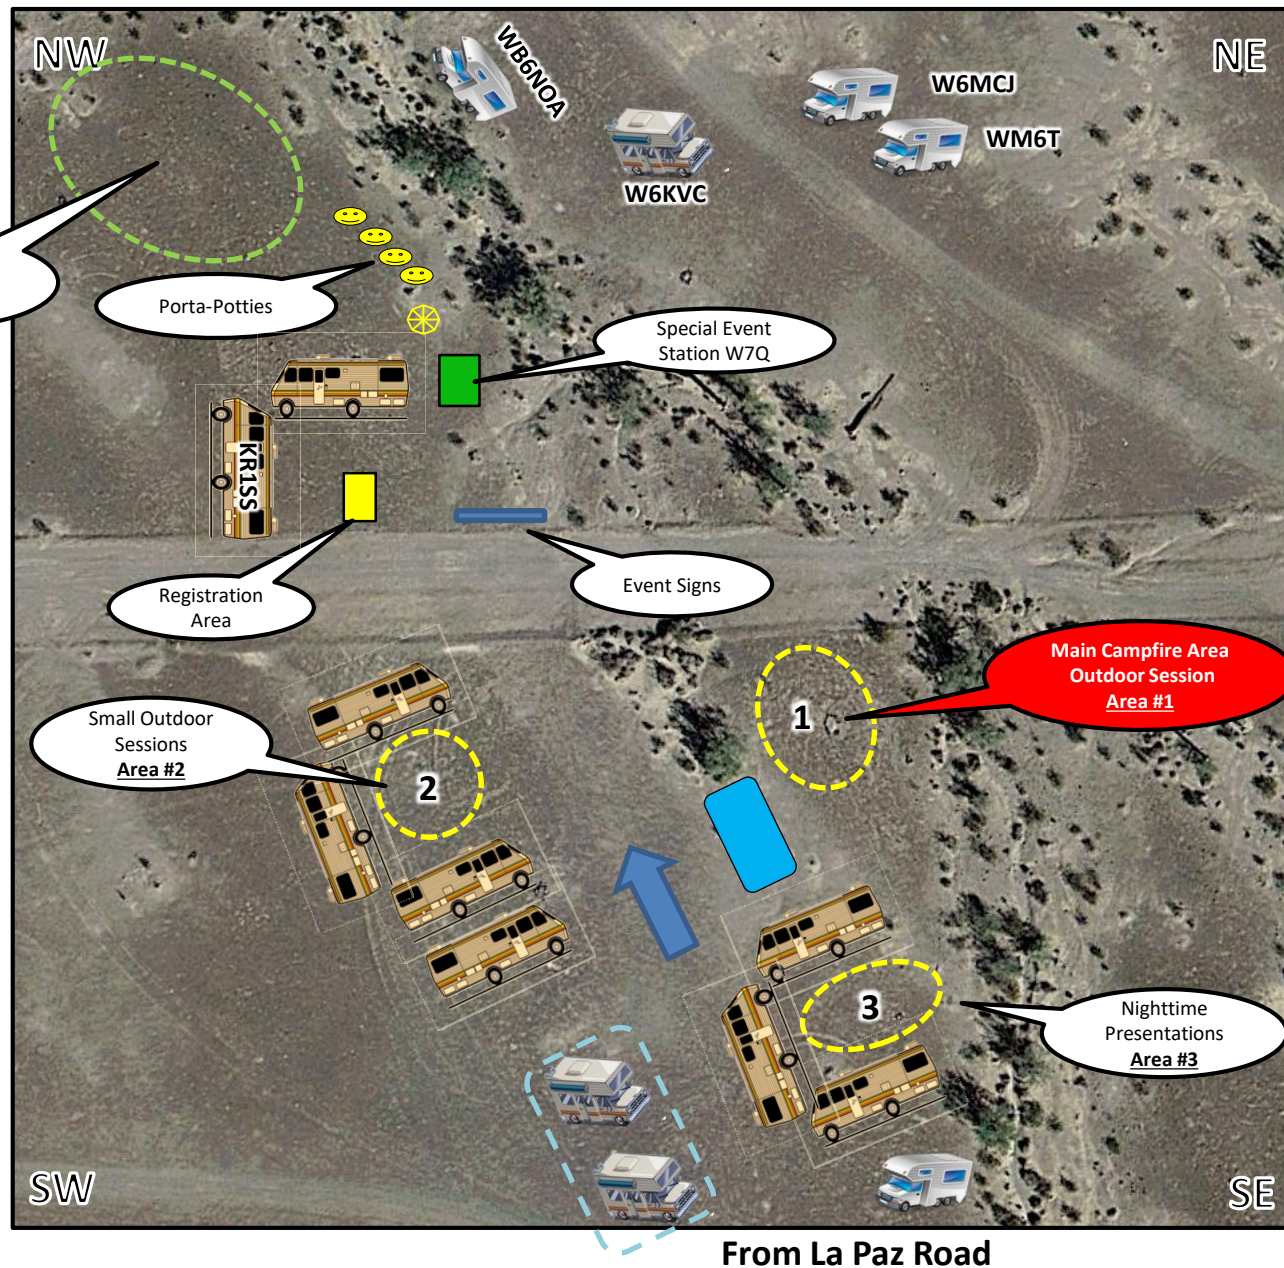 NW
NE
WB6NOA
W6MCJ
WM6T
W6KVC
Porta-Potties
Special Event
Station W7Q
KR1SS
Registration
Area
Event Signs
Main Campfire Area
Outdoor Session
Area #1
1
Small Outdoor
Sessions
Area #2
2
3
Nighttime
Presentations
Area #3
SW
SE
From La Paz Road